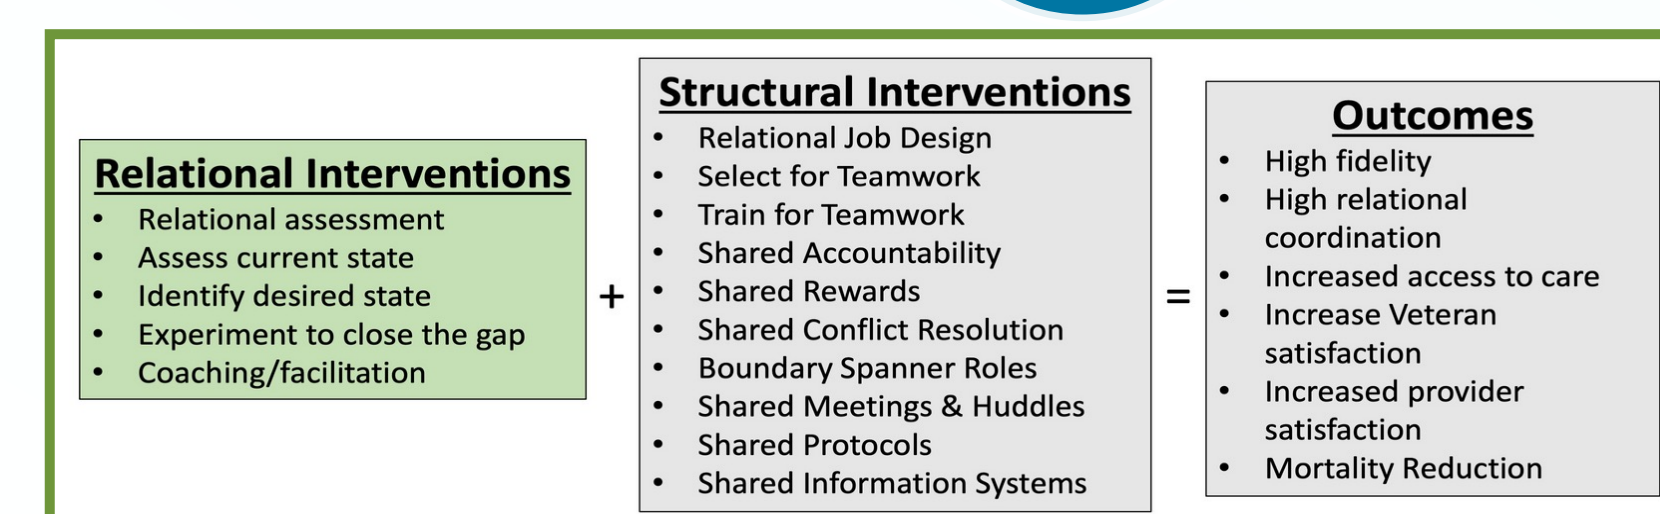 Relational Interventions
• Relational assessment
• Assess current state
• Identify desired state
• Experiment to close the gap
• Coaching/facilitation
+
Structural Interventions
• Relational Job Design
• Select for Teamwork
• Train for Teamwork
• Shared Accountability
• Shared Rewards
• Shared Conflict Resolution
• Boundary Spanner Roles
• Shared Meetings & Huddles
• Shared Protocols
• Shared Information Systems
=
Outcomes
• High fidelity
• High relational
coordination
• Increased access to care
• Increase Veteran
satisfaction
• Increased provider
satisfaction
• Mortality Reduction